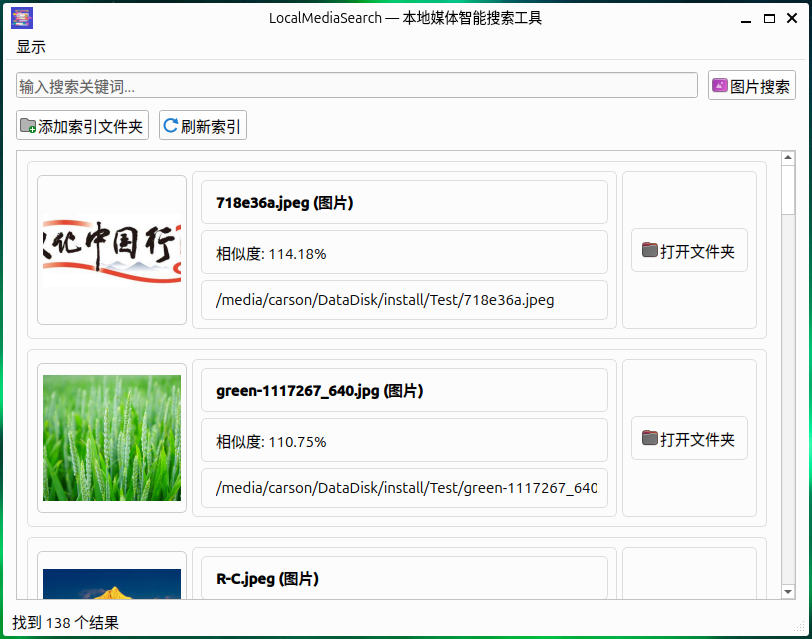 LocalMediaSearch — 本地媒体智能搜索工具
显示
输入搜索关键词...
图片搜索
添加索引文件夹
刷新索引
化中国行
718e36a.jpeg (图片)
相似度: 114.18%
/media/carson/DataDisk/install/Test/718e36a.jpeg
打开文件夹
green-1117267_640.jpg (图片)
相似度: 110.75%
/media/carson/DataDisk/install/Test/green-1117267_640
打开文件夹
R-C.jpeg (图片)
找到 138 个结果